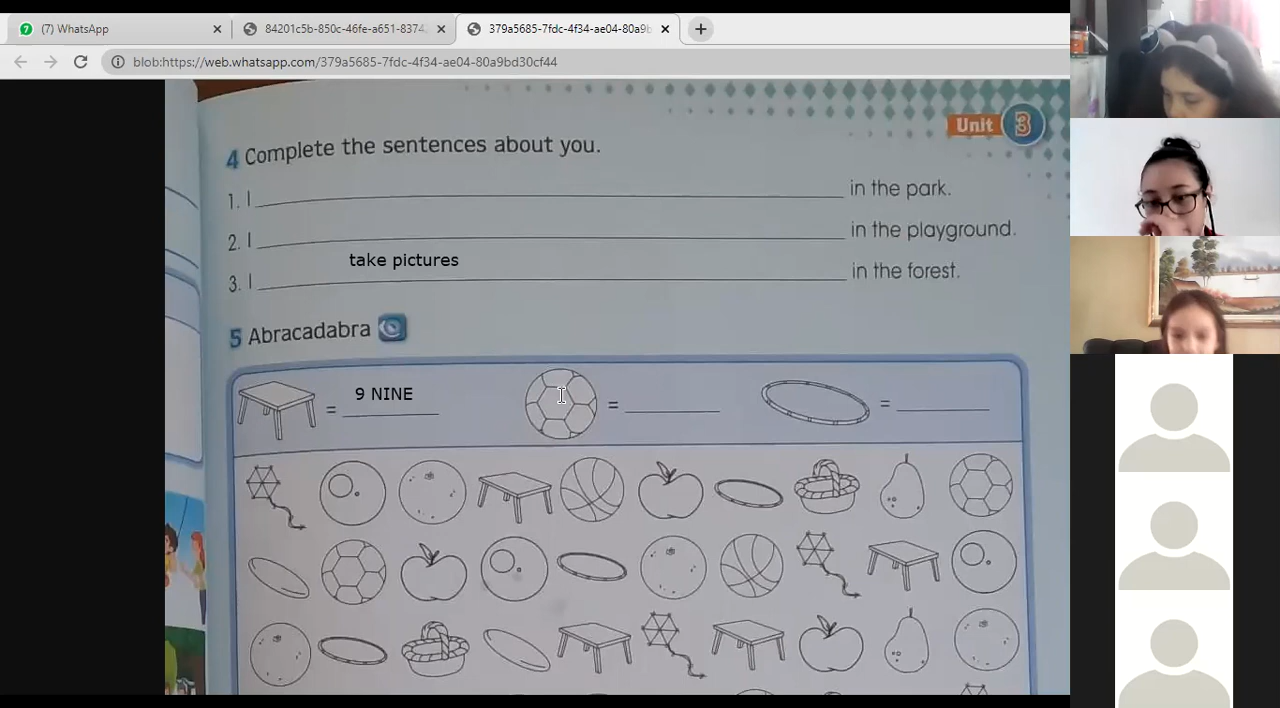 (7) WhatsApp
84201c5b-850c-46fe-a651-8374
379a5685-7fdc-4f34-ae04-80a9b
blob:https://web.whatsapp.com/379a5685-7fdc-4f34-ae04-80a9bd30cf44
Unit 3
4 Complete the sentences about you.
1. I in the park.
2. I in the playground.
take pictures
3. I in the forest.
5 Abracadabra
= 9 NINE = =